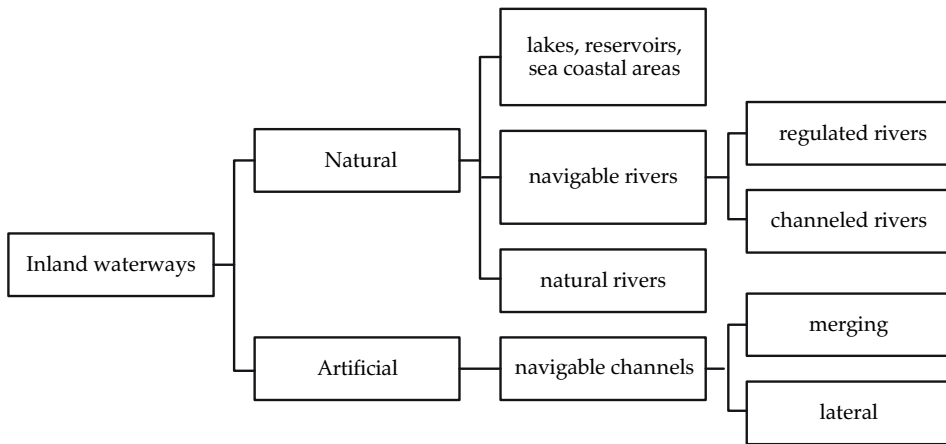 lakes, reservoirs,
sea coastal areas
regulated rivers
Natural
navigable rivers
channeled rivers
Inland waterways
natural rivers
merging
Artificial
navigable channels
lateral